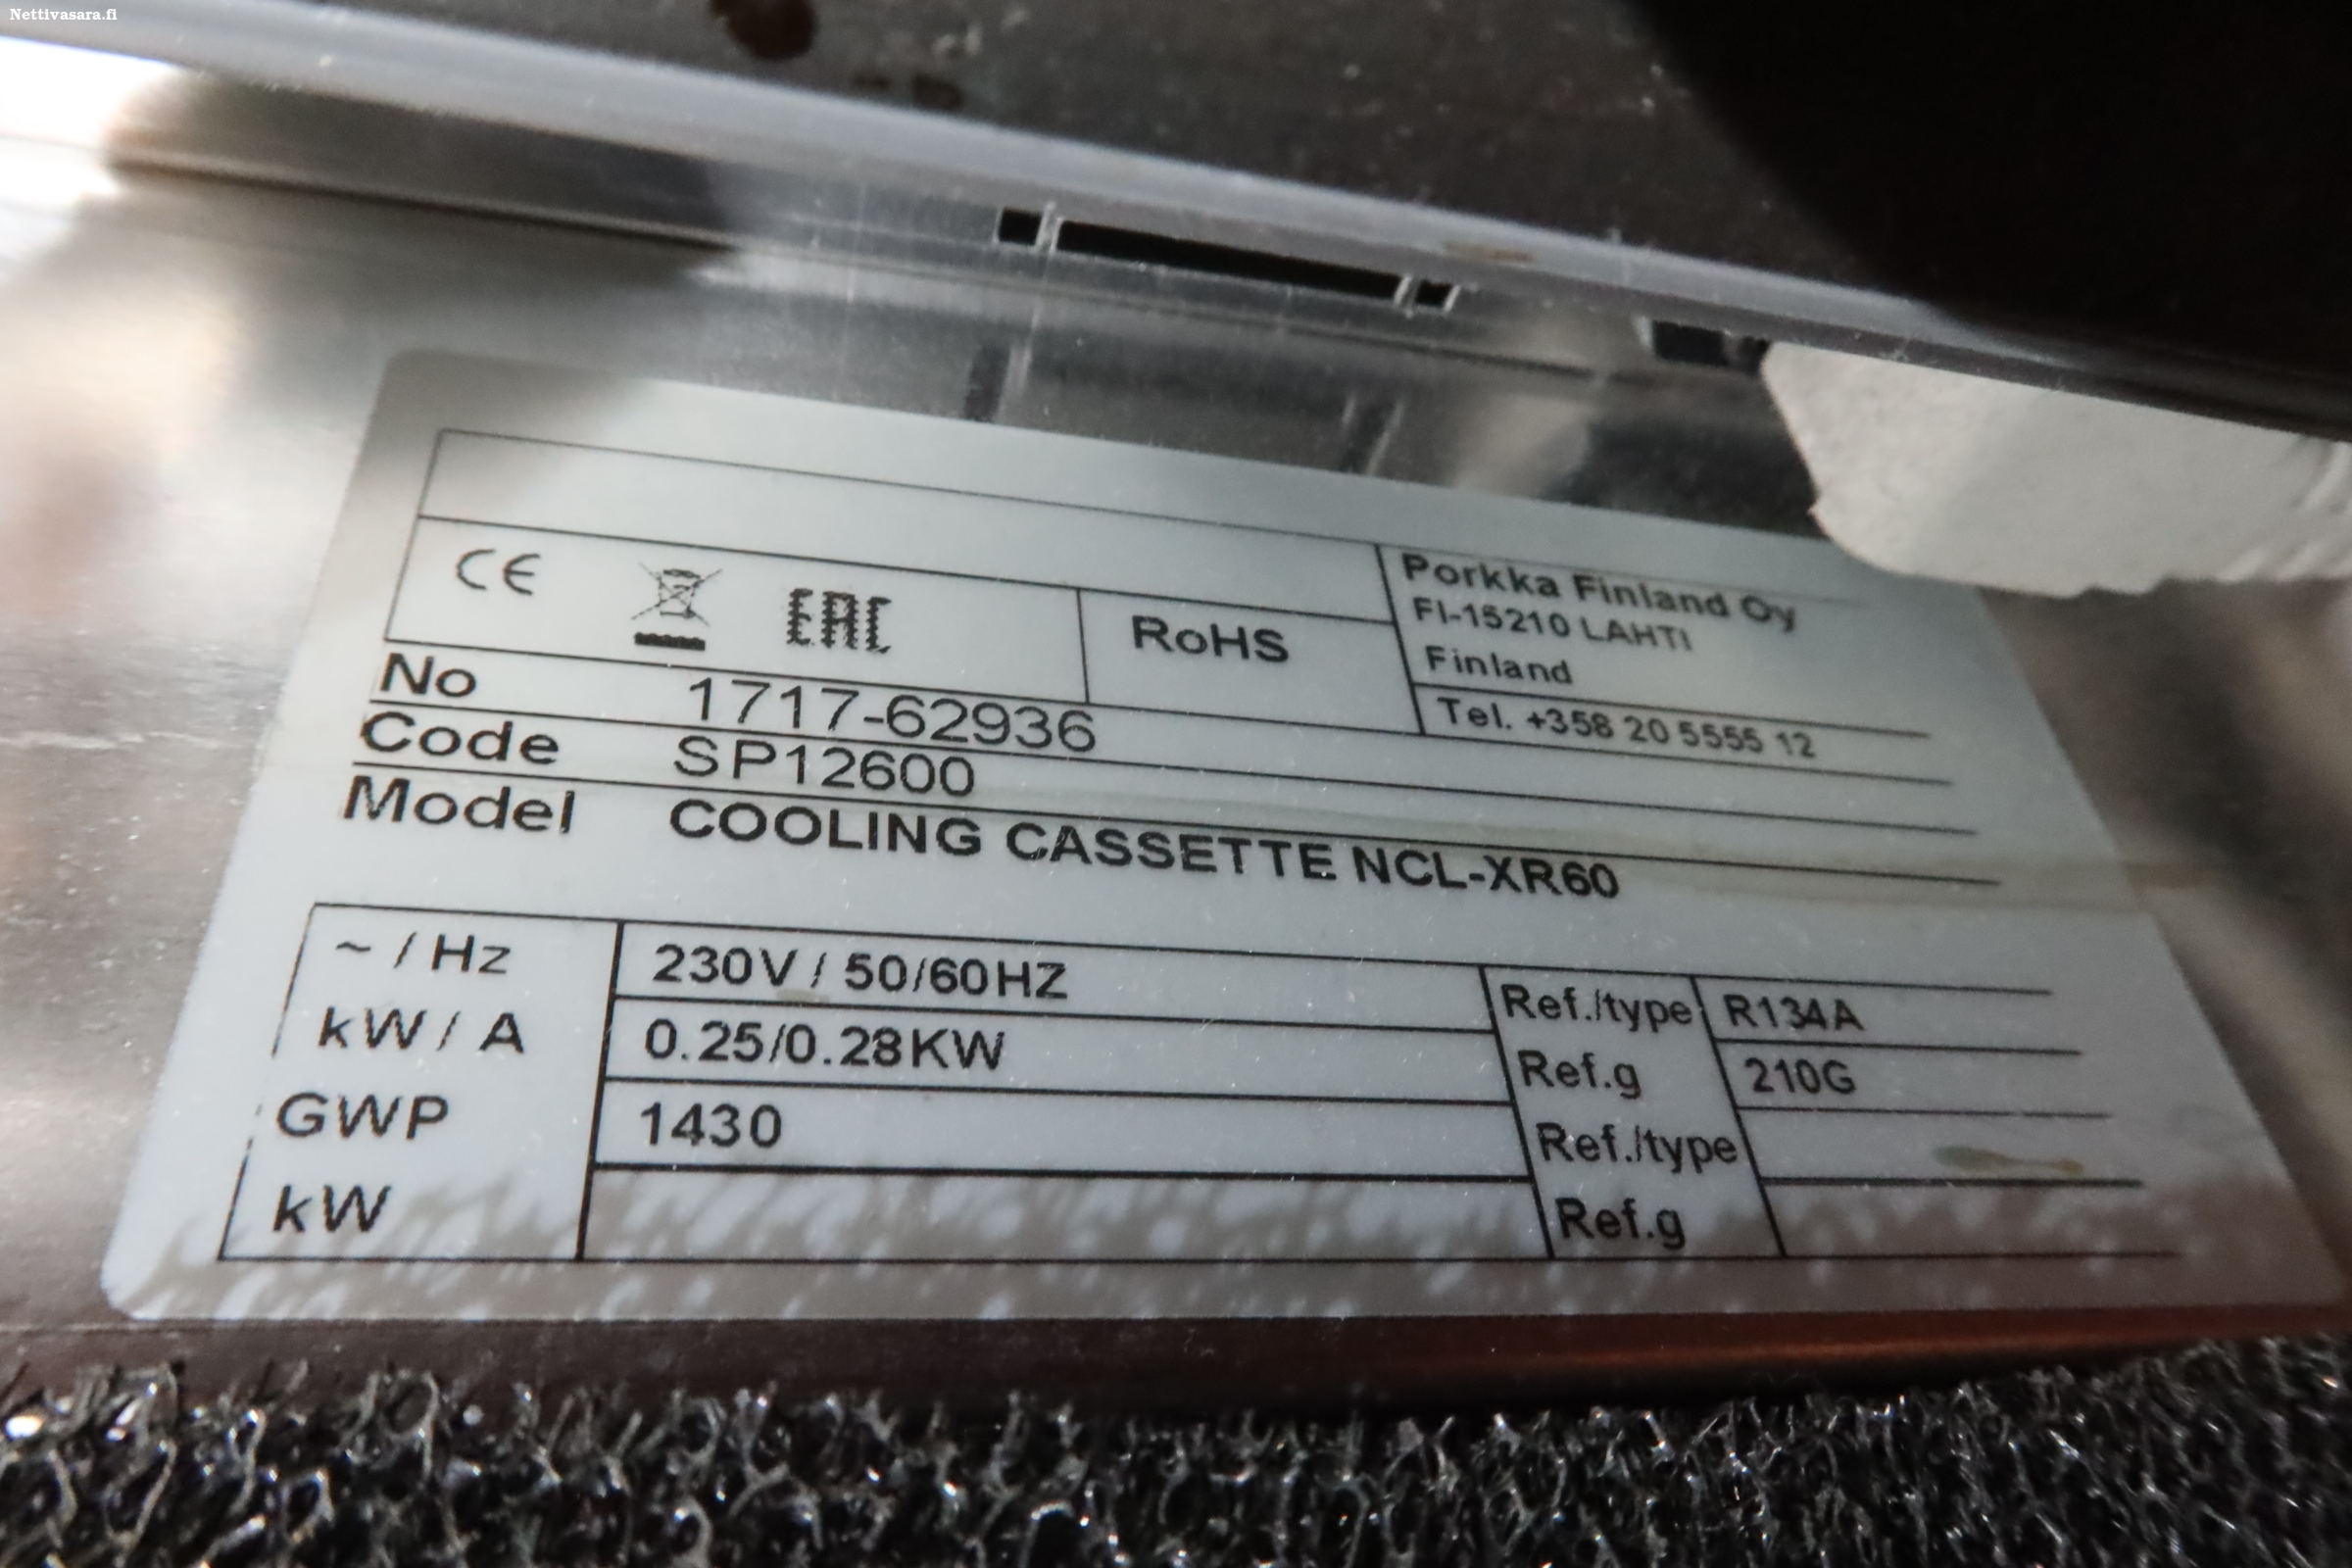 Nettivasara.fi
CE
EAC
RoHS
Porkka Finland Oy
FI-15210 LAHTI
Finland
Tel. +358 20 5555 12
No 1717-62936
Code SP12600
Model COOLING CASSETTE NCL-XR60
~ / Hz 230V / 50/60HZ Ref./type R134A
kW / A 0.25/0.28KW Ref.g 210G
GWP 1430 Ref./type
kW Ref.g